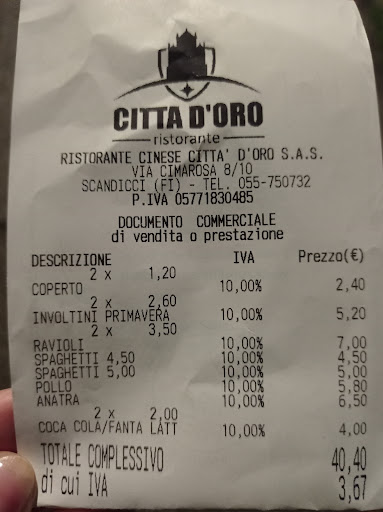 CITTA D'ORO
ristorante
RISTORANTE CINESE CITTA' D'ORO S.A.S.
VIA CIMAROSA 8/10
SCANDICCI (FI) - TEL. 055-750732
P.IVA 05771830485
DOCUMENTO COMMERCIALE
di vendita o prestazione
DESCRIZIONE IVA Prezzo(€)
2 x 1,20
COPERTO 10,00% 2,40
2 x 2,60
INVOLTINI PRIMAVERA 10,00% 5,20
2 x 3,50
RAVIOLI 10,00% 7,00
SPAGHETTI 4,50 10,00% 4,50
SPAGHETTI 5,00 10,00% 5,00
POLLO 10,00% 5,80
ANATRA 10,00% 6,50
2 x 2,00
COCA COLA/FANTA LATT 10,00% 4,00
TOTALE COMPLESSIVO 40,40
di cui IVA 3,67